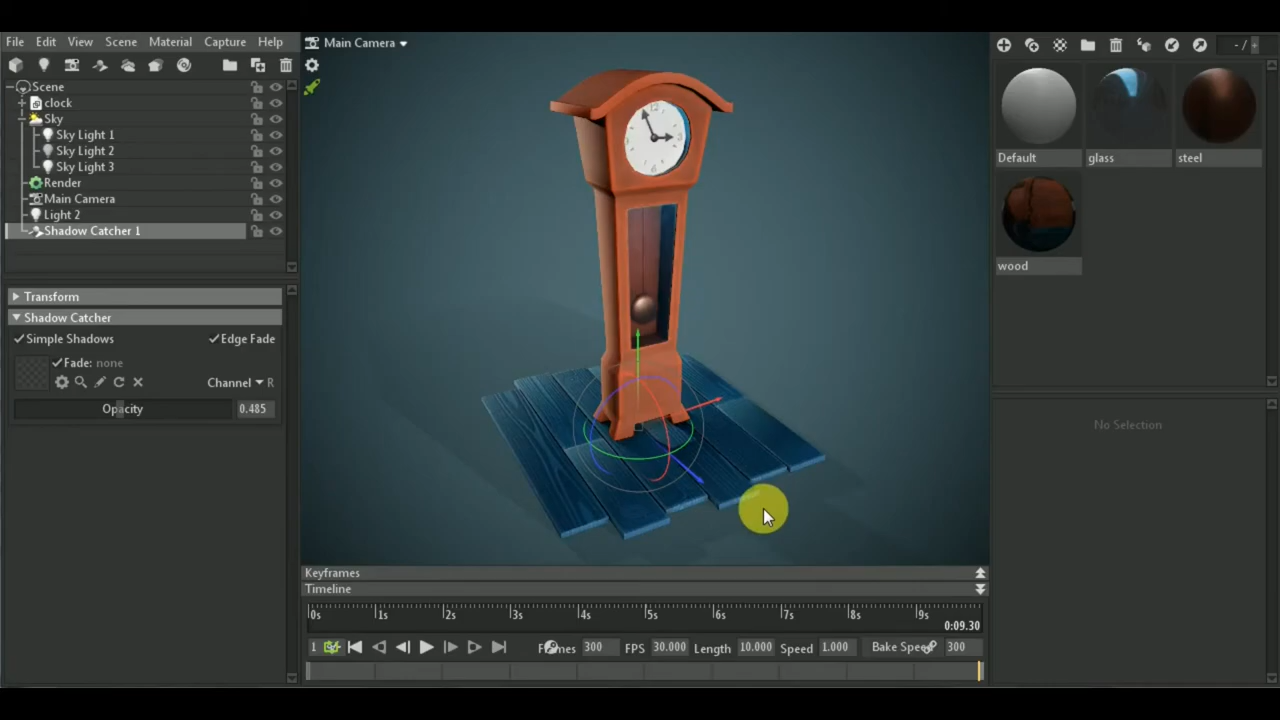 File Edit View Scene Material Capture Help
Scene
clock
Sky
Sky Light 1
Sky Light 2
Sky Light 3
Render
Main Camera
Light 2
Shadow Catcher 1
Transform
Shadow Catcher
Simple Shadows Edge Fade
Fade: none
Channel R
Opacity 0.485
Main Camera
Keyframes
Timeline
0s 1s 2s 3s 4s 5s 6s 7s 8s 9s
0:09.30
1 300 FPS 30.000 Length 10.000 Speed 1.000 Bake 300
- /
Default glass steel
wood
No Selection